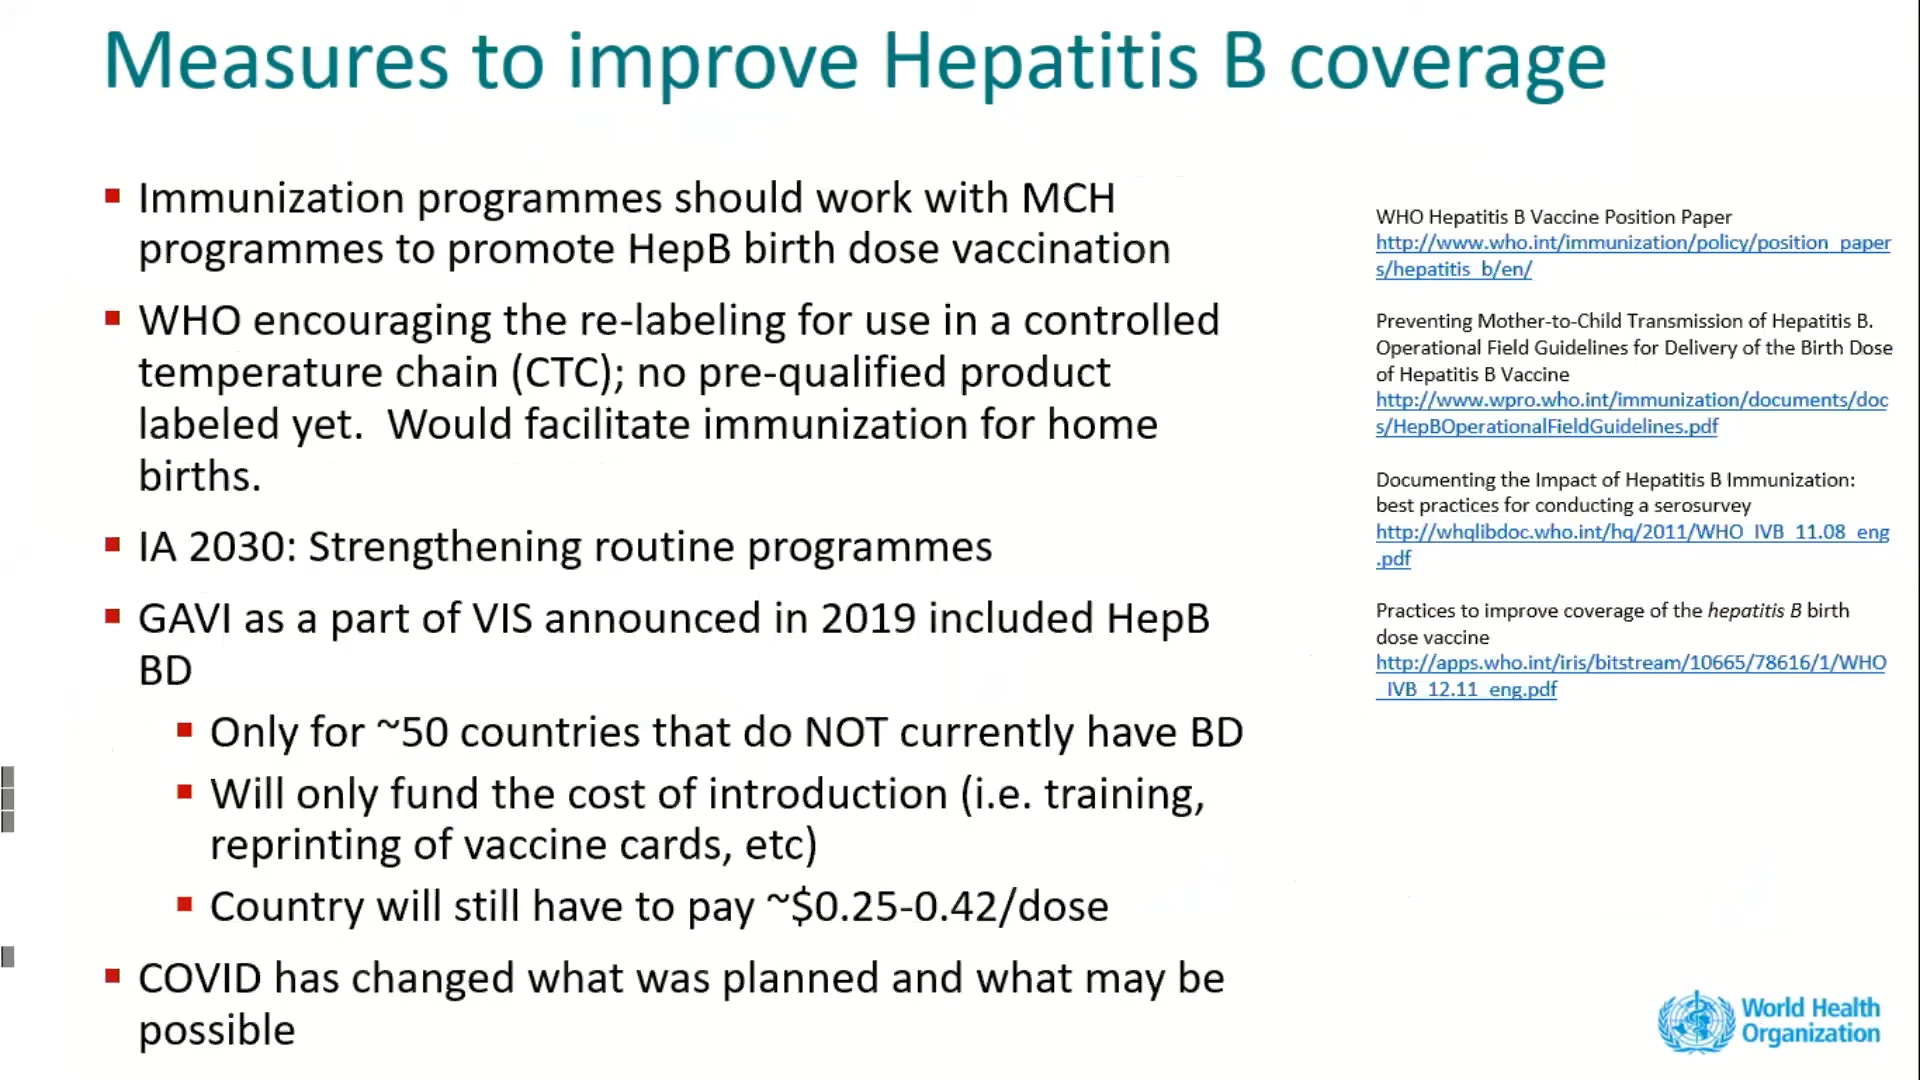 Measures to improve Hepatitis B coverage
Immunization programmes should work with MCH
programmes to promote HepB birth dose vaccination
WHO encouraging the re-labeling for use in a controlled
temperature chain (CTC); no pre-qualified product
labeled yet.  Would facilitate immunization for home
births.
IA 2030: Strengthening routine programmes
GAVI as a part of VIS announced in 2019 included HepB
BD
Only for ~50 countries that do NOT currently have BD
Will only fund the cost of introduction (i.e. training,
reprinting of vaccine cards, etc)
Country will still have to pay ~$0.25-0.42/dose
COVID has changed what was planned and what may be
possible
WHO Hepatitis B Vaccine Position Paper
http://www.who.int/immunization/policy/position_paper
s/hepatitis_b/en/
Preventing Mother-to-Child Transmission of Hepatitis B.
Operational Field Guidelines for Delivery of the Birth Dose
of Hepatitis B Vaccine
http://www.wpro.who.int/immunization/documents/doc
s/HepBOperationalFieldGuidelines.pdf
Documenting the Impact of Hepatitis B Immunization:
best practices for conducting a serosurvey
http://whqlibdoc.who.int/hq/2011/WHO_IVB_11.08_eng
.pdf
Practices to improve coverage of the hepatitis B birth
dose vaccine
http://apps.who.int/iris/bitstream/10665/78616/1/WHO
_IVB_12.11_eng.pdf
World Health
Organization